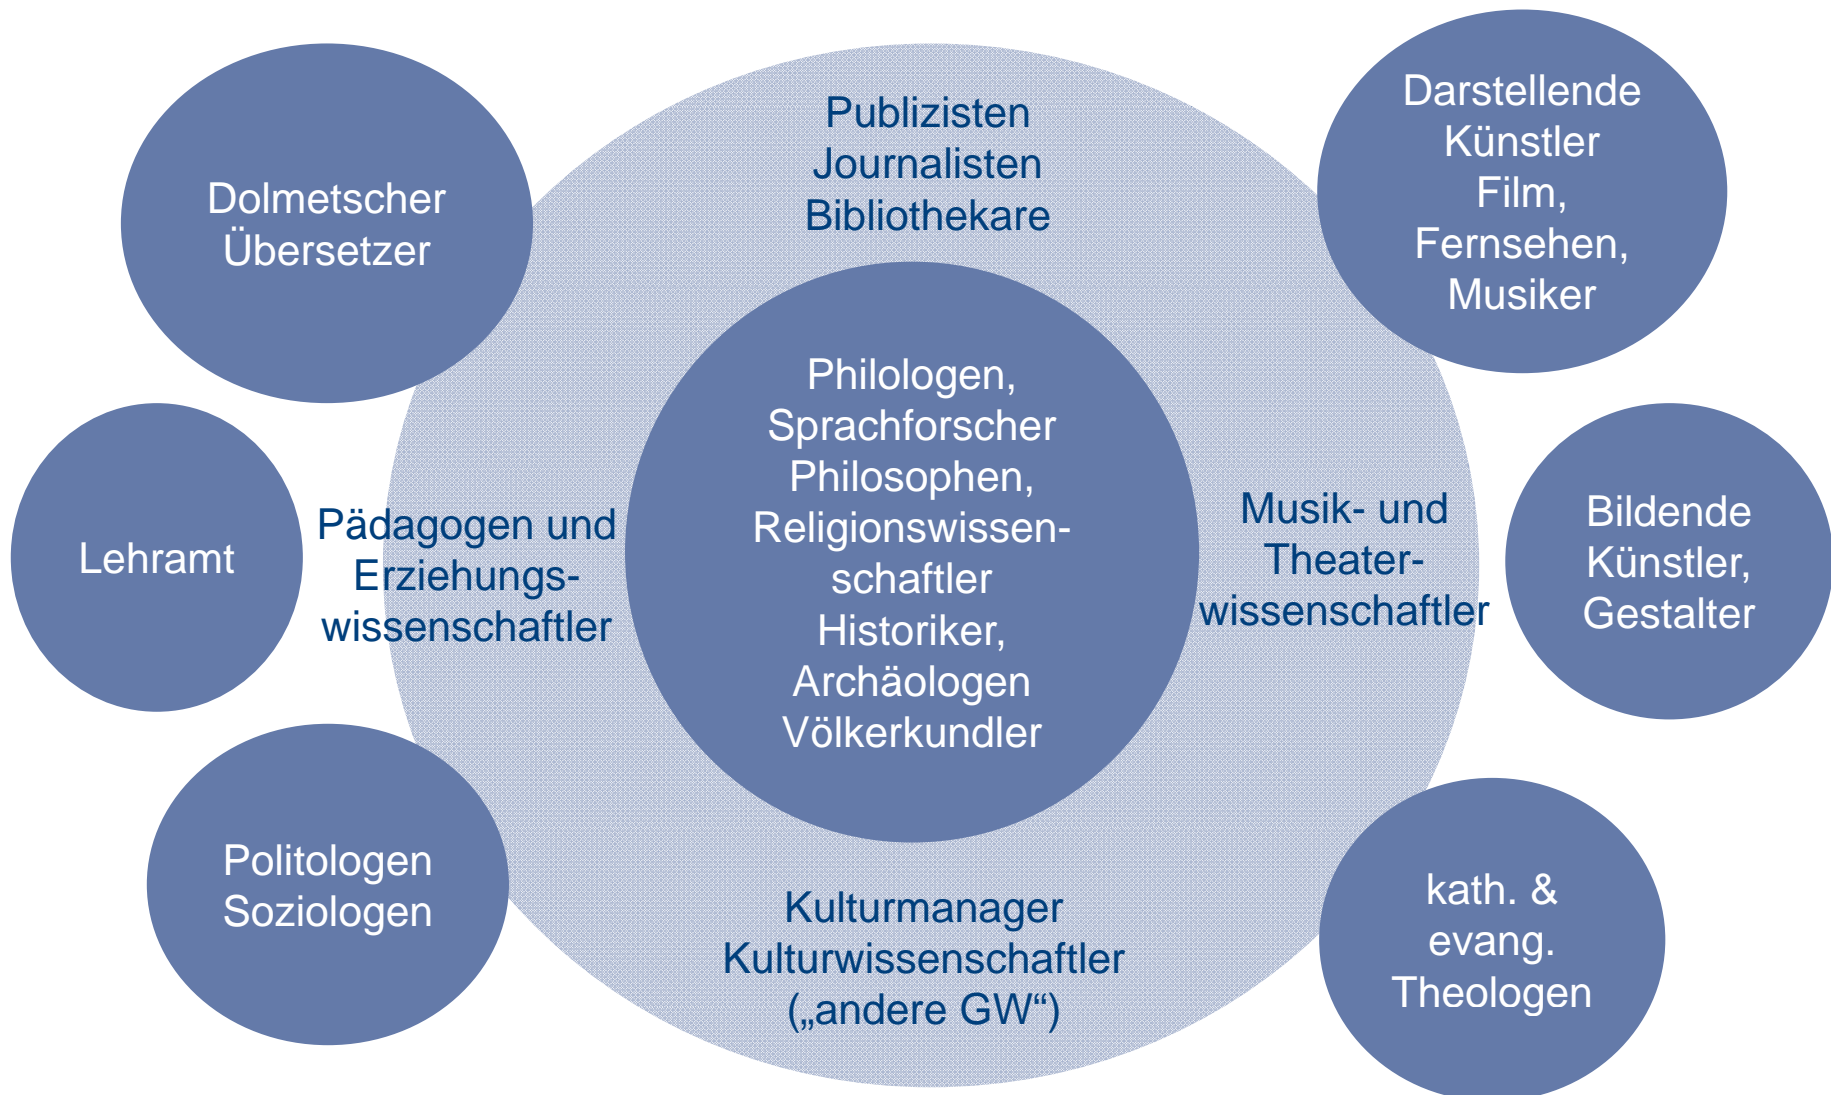 Dolmetscher
Übersetzer
Publizisten
Journalisten
Bibliothekare
Darstellende
Künstler
Film,
Fernsehen,
Musiker
Lehramt
Pädagogen und
Erziehungs-
wissenschaftler
Philologen,
Sprachforscher
Philosophen,
Religionswissen-
schaftler
Historiker,
Archäologen
Völkerkundler
Musik- und
Theater-
wissenschaftler
Bildende
Künstler,
Gestalter
Politologen
Soziologen
Kulturmanager
Kulturwissenschaftler
(„andere GW“)
kath. &
evang.
Theologen